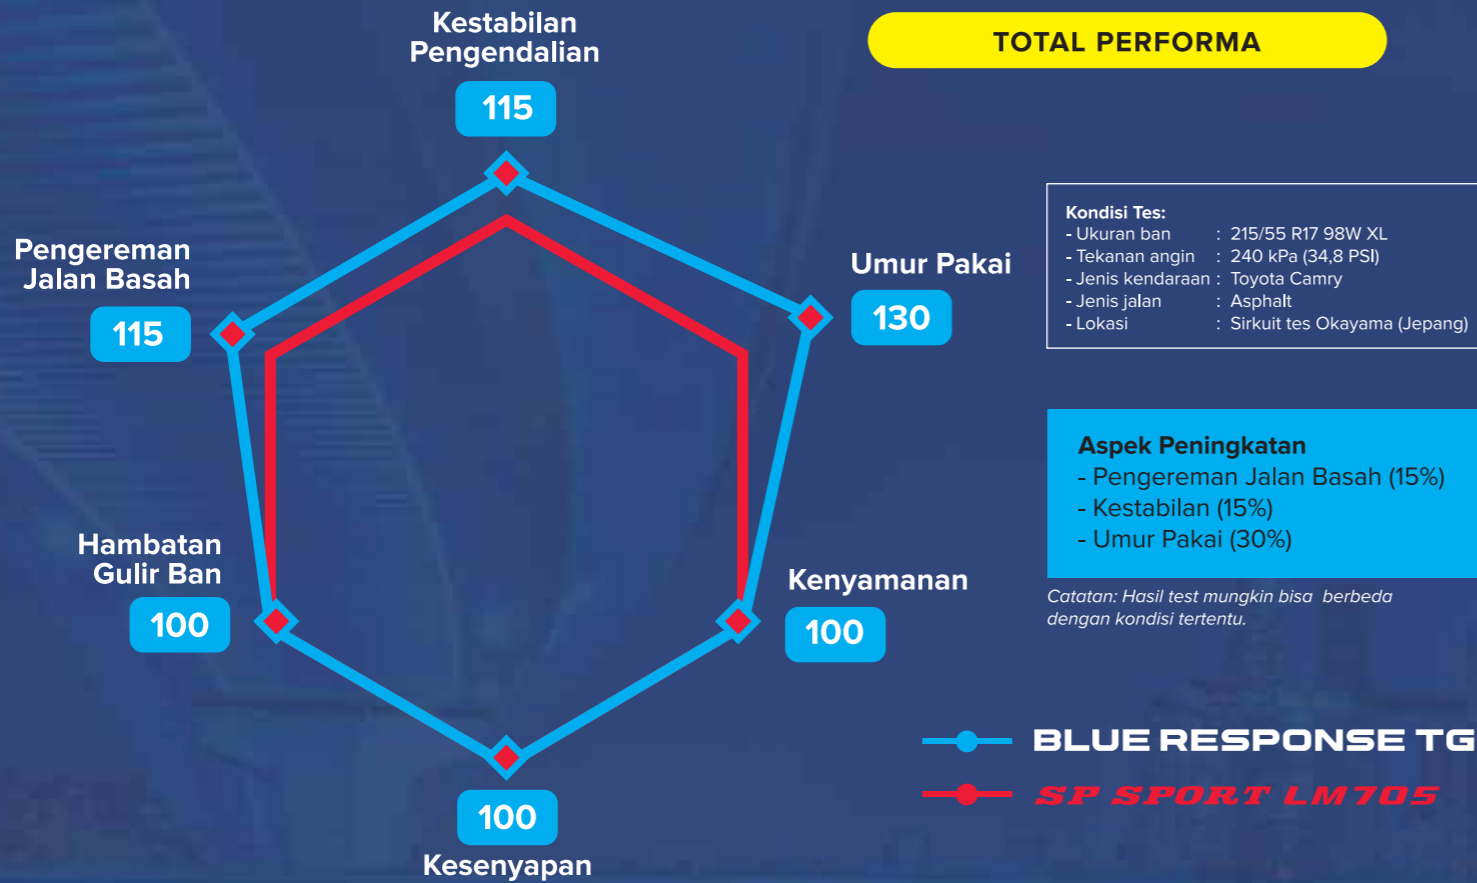 TOTAL PERFORMA
Kestabilan
Pengendalian
115
Pengereman
Jalan Basah
115
Umur Pakai
130
Hambatan
Gulir Ban
100
Kenyamanan
100
100
Kesenyapan
Kondisi Tes:
- Ukuran ban : 215/55 R17 98W XL
- Tekanan angin : 240 kPa (34,8 PSI)
- Jenis kendaraan : Toyota Camry
- Jenis jalan : Asphalt
- Lokasi : Sirkuit tes Okayama (Jepang)
Aspek Peningkatan
- Pengereman Jalan Basah (15%)
- Kestabilan (15%)
- Umur Pakai (30%)
Catatan: Hasil test mungkin bisa berbeda
dengan kondisi tertentu.
BLUE RESPONSE TG
SP SPORT LM705